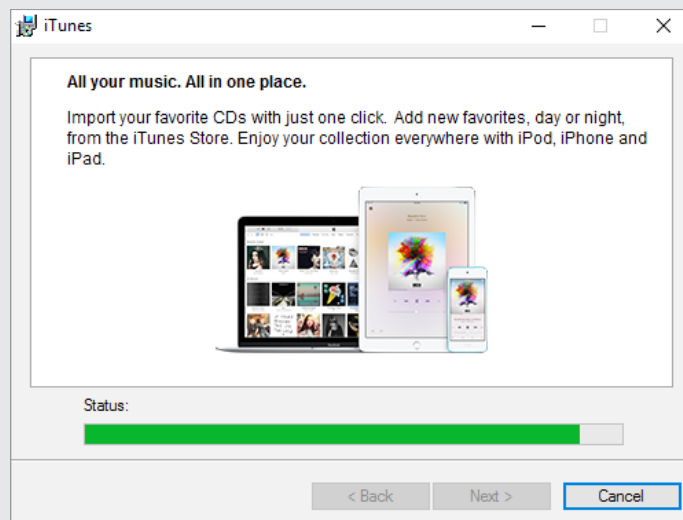 iTunes
All your music. All in one place.
Import your favorite CDs with just one click. Add new favorites, day or night,
from the iTunes Store. Enjoy your collection everywhere with iPod, iPhone and
iPad.
Status:
< Back
Next >
Cancel